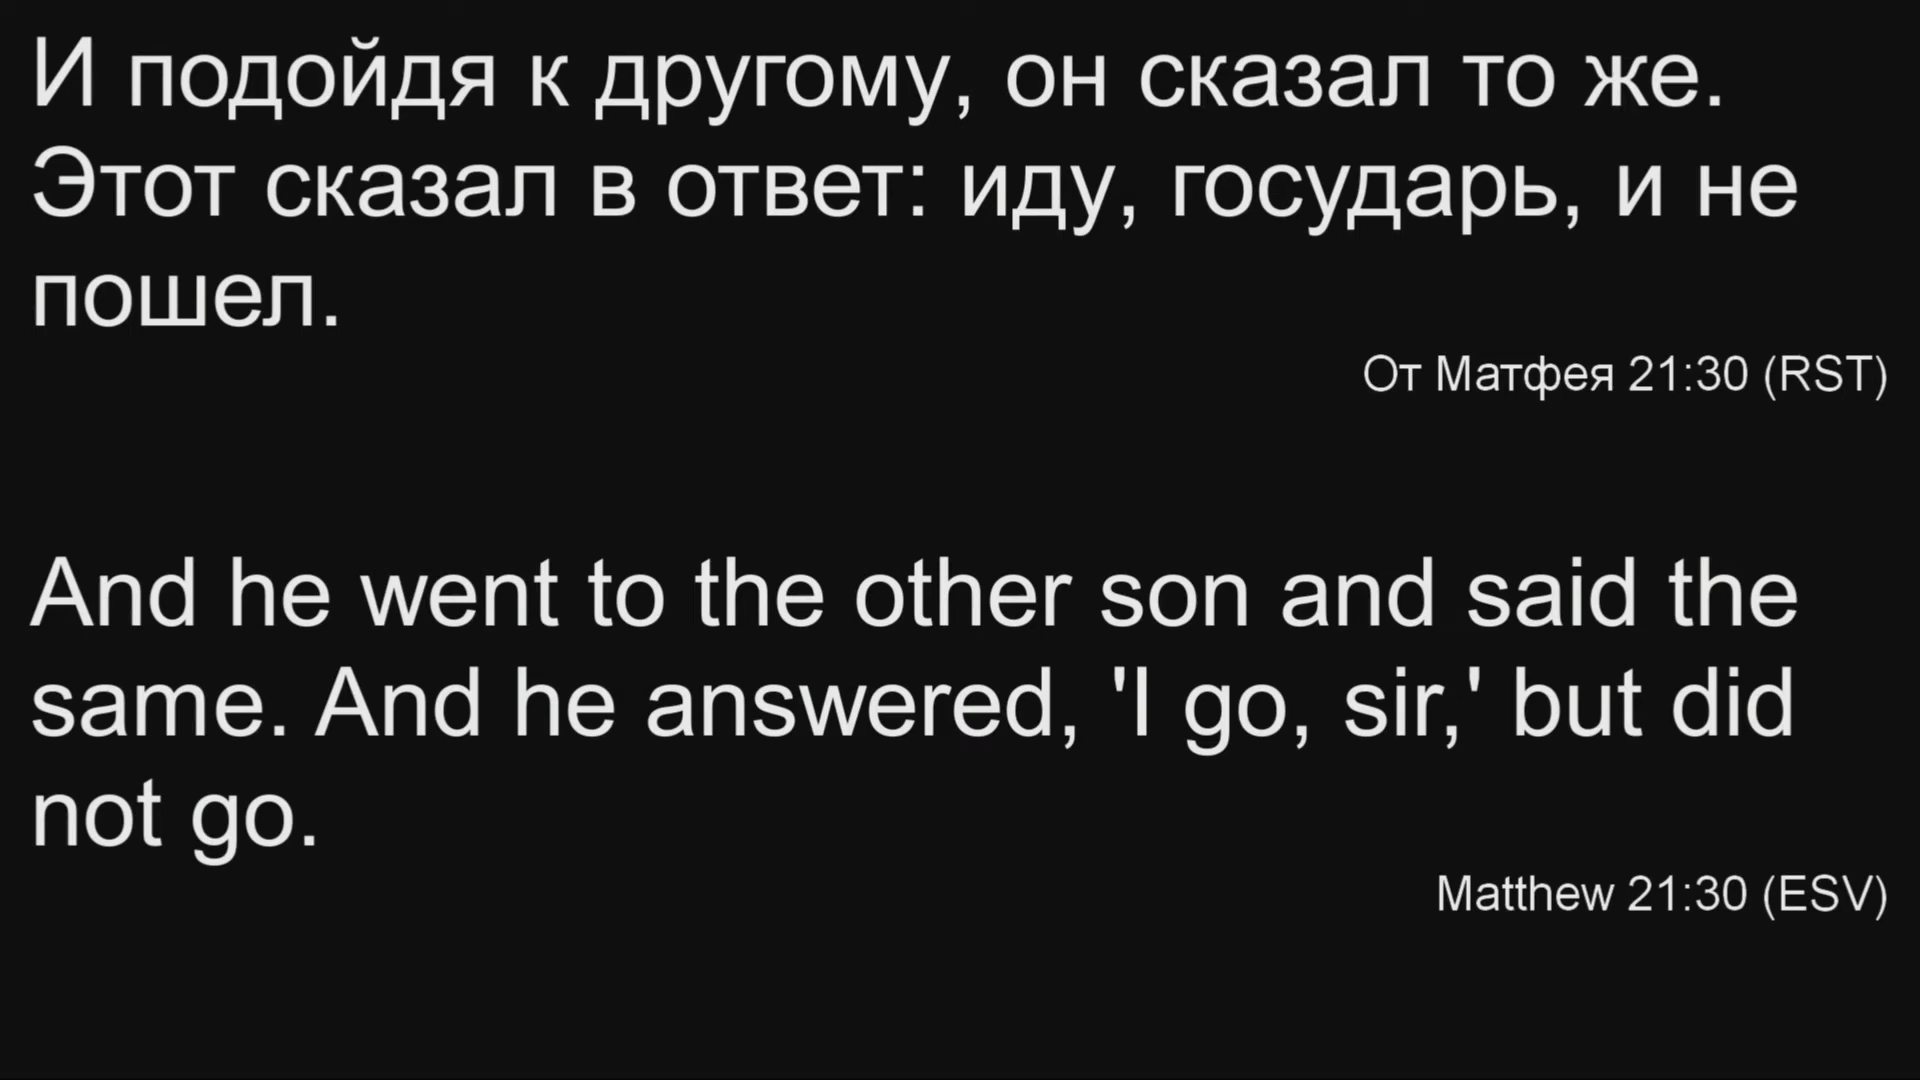 И подойдя к другому, он сказал то же.
Этот сказал в ответ: иду, государь, и не
пошел.
От Матфея 21:30 (RST)
And he went to the other son and said the
same. And he answered, 'I go, sir,' but did
not go.
Matthew 21:30 (ESV)